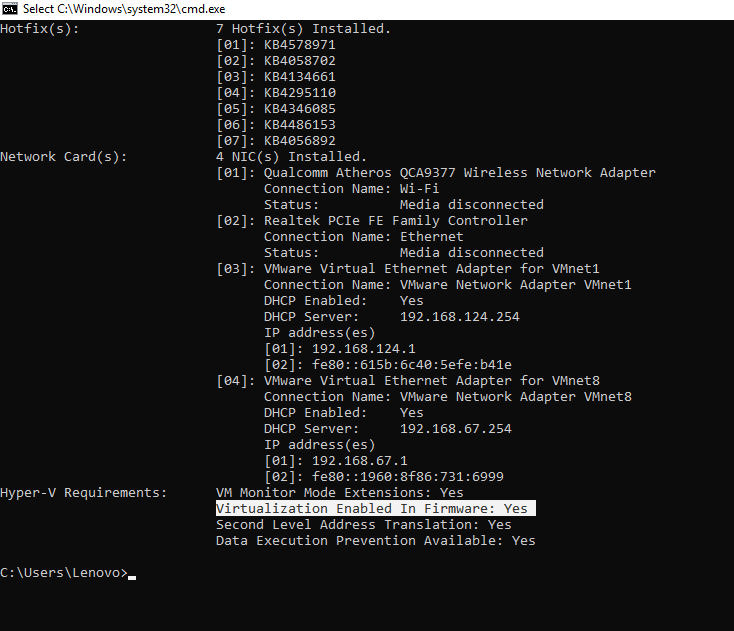 Select C:\Windows\system32\cmd.exe
Hotfix(s): 7 Hotfix(s) Installed.
[01]: KB4578971
[02]: KB4058702
[03]: KB4134661
[04]: KB4295110
[05]: KB4346085
[06]: KB4486153
[07]: KB4056892
Network Card(s): 4 NIC(s) Installed.
[01]: Qualcomm Atheros QCA9377 Wireless Network Adapter
Connection Name: Wi-Fi
Status: Media disconnected
[02]: Realtek PCIe FE Family Controller
Connection Name: Ethernet
Status: Media disconnected
[03]: VMware Virtual Ethernet Adapter for VMnet1
Connection Name: VMware Network Adapter VMnet1
DHCP Enabled: Yes
DHCP Server: 192.168.124.254
IP address(es)
[01]: 192.168.124.1
[02]: fe80::615b:6c40:5efe:b41e
[04]: VMware Virtual Ethernet Adapter for VMnet8
Connection Name: VMware Network Adapter VMnet8
DHCP Enabled: Yes
DHCP Server: 192.168.67.254
IP address(es)
[01]: 192.168.67.1
[02]: fe80::1960:8f86:731:6999
Hyper-V Requirements: VM Monitor Mode Extensions: Yes
Virtualization Enabled In Firmware: Yes
Second Level Address Translation: Yes
Data Execution Prevention Available: Yes
C:\Users\Lenovo>